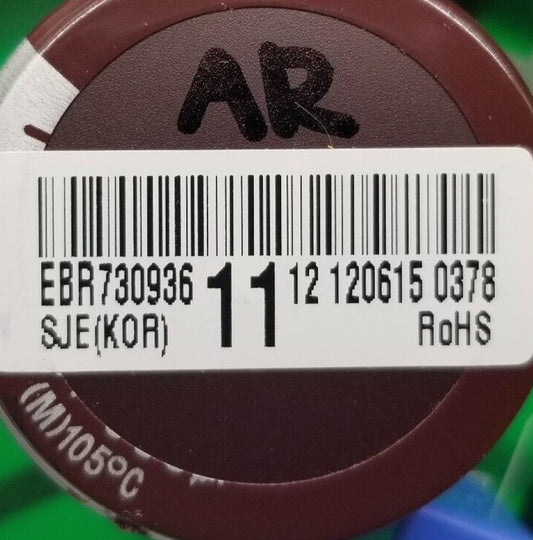 AR
EBR730936 11 12 120615 0378
SJE(KOR) RoHS
(M)105°C